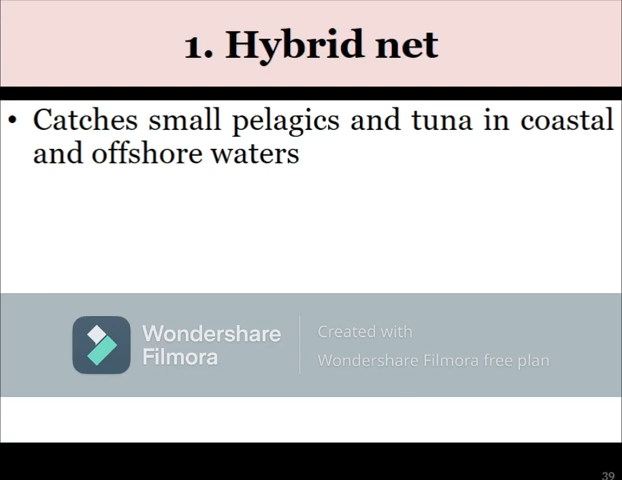 1. Hybrid net
• Catches small pelagics and tuna in coastal
and offshore waters
Wondershare
Filmora
Created with
Wondershare Filmora free plan
39